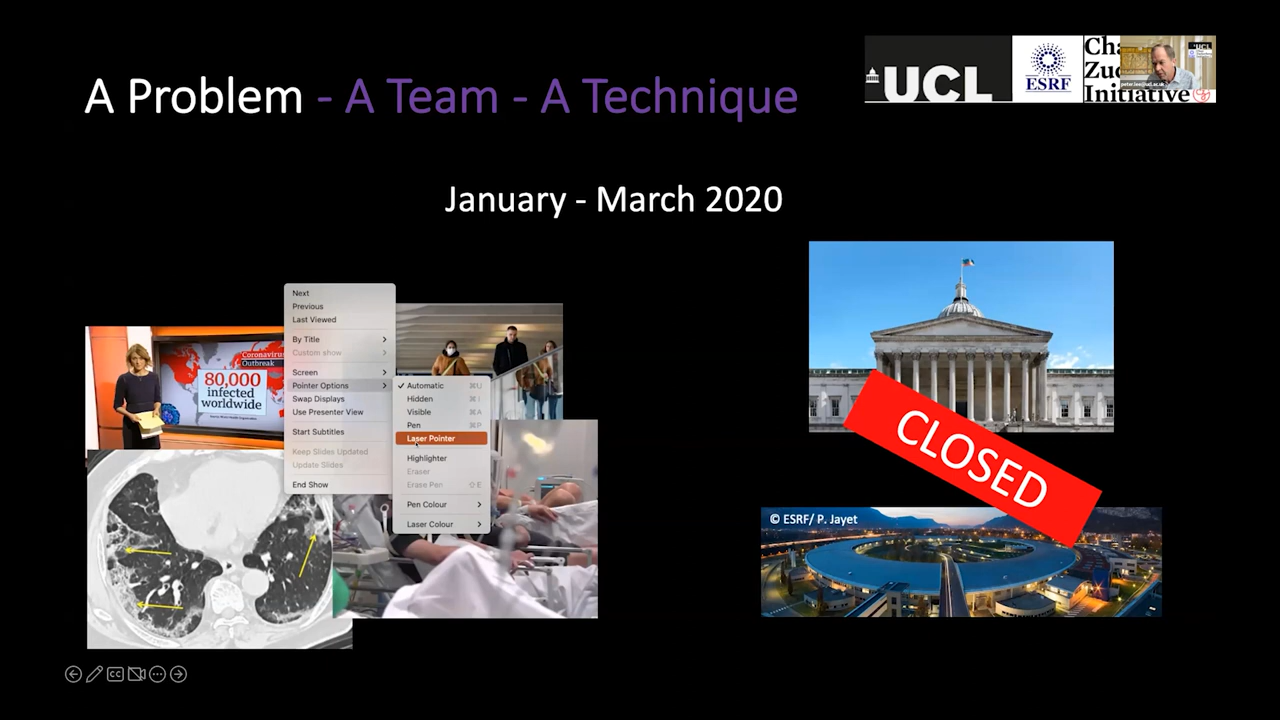 A Problem - A Team - A Technique
UCL
ESRF
Cha
Zuc
Initiative
UCL
January - March 2020
Coronavirus
Outbreak
80,000
infected
worldwide
Next
Previous
Last Viewed
By Title
Custom show
Screen
Pointer Options
Swap Displays
Use Presenter View
Start Subtitles
Keep Slides Updated
Update Slides
End Show
Automatic ⌘U
Hidden ⌘I
Visible ⌘A
Pen ⌘P
Laser Pointer
Highlighter
Eraser
Erase Pen ⇧E
Pen Colour
Laser Colour
CLOSED
© ESRF/ P. Jayet
CC